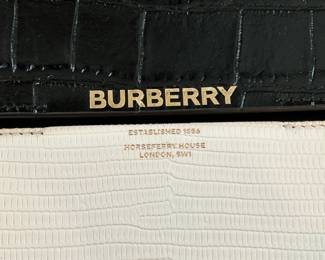 BURBERRY
ESTABLISHED 1856
HORSEFERRY HOUSE
LONDON, SW1